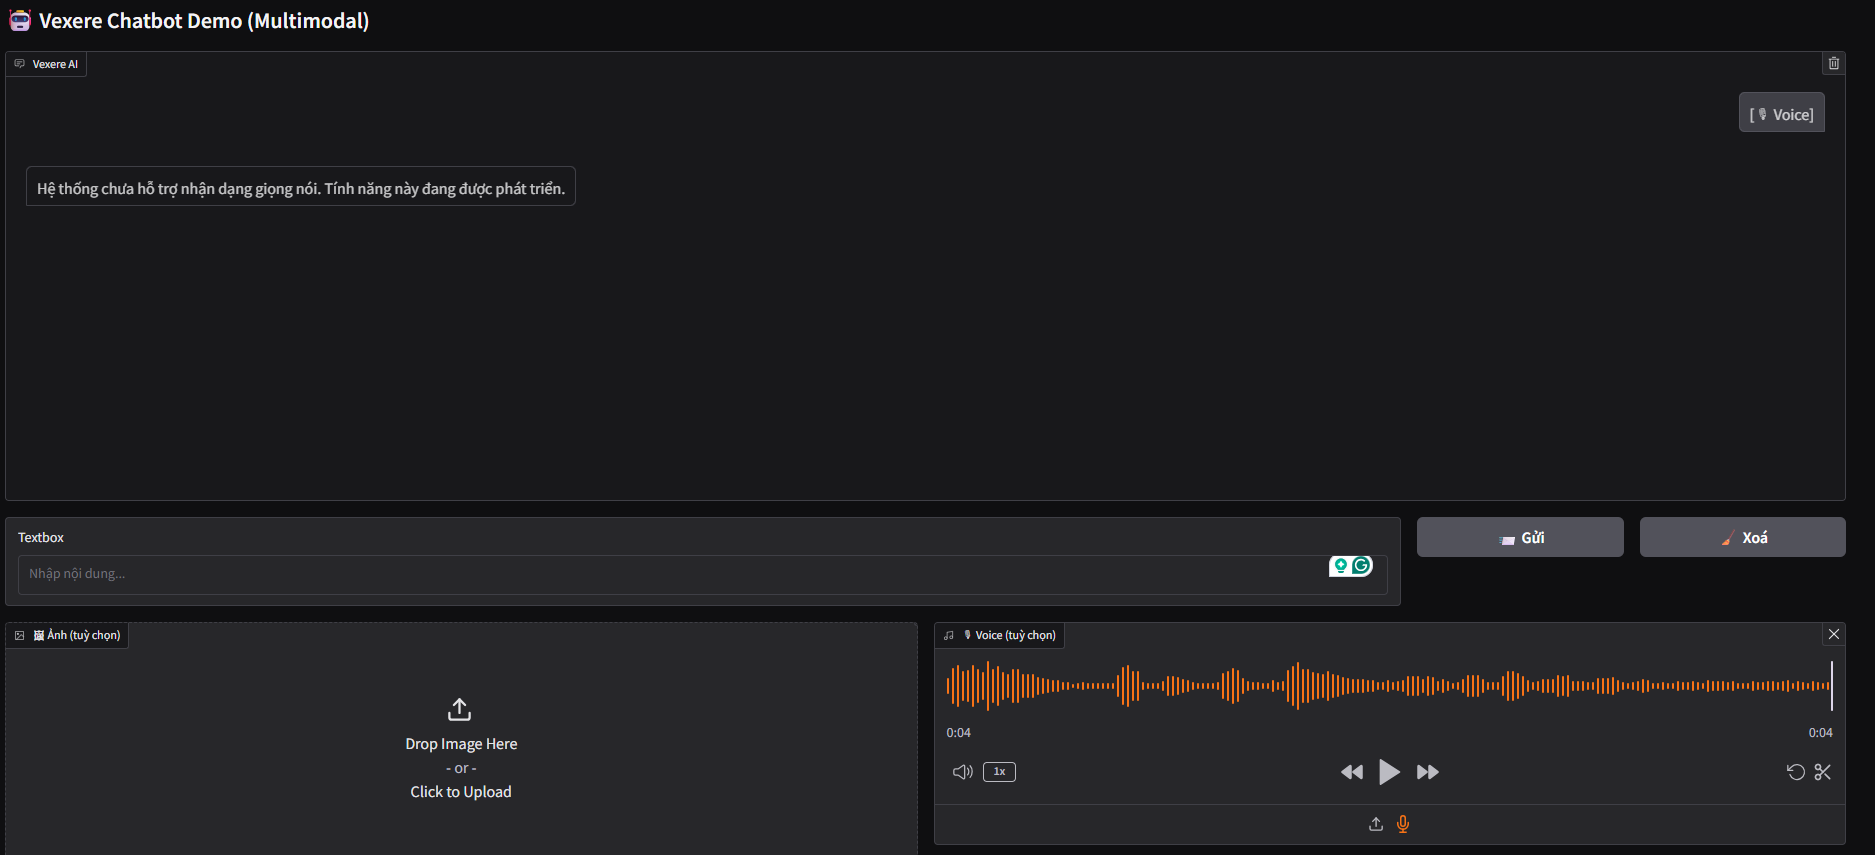 Vexere Chatbot Demo (Multimodal)
Vexere AI
[🎙 Voice]
Hệ thống chưa hỗ trợ nhận dạng giọng nói. Tính năng này đang được phát triển.
Textbox
Nhập nội dung...
Gửi
Xoá
Ảnh (tuỳ chọn)
Drop Image Here
- or -
Click to Upload
Voice (tuỳ chọn)
0:04
0:04
1x